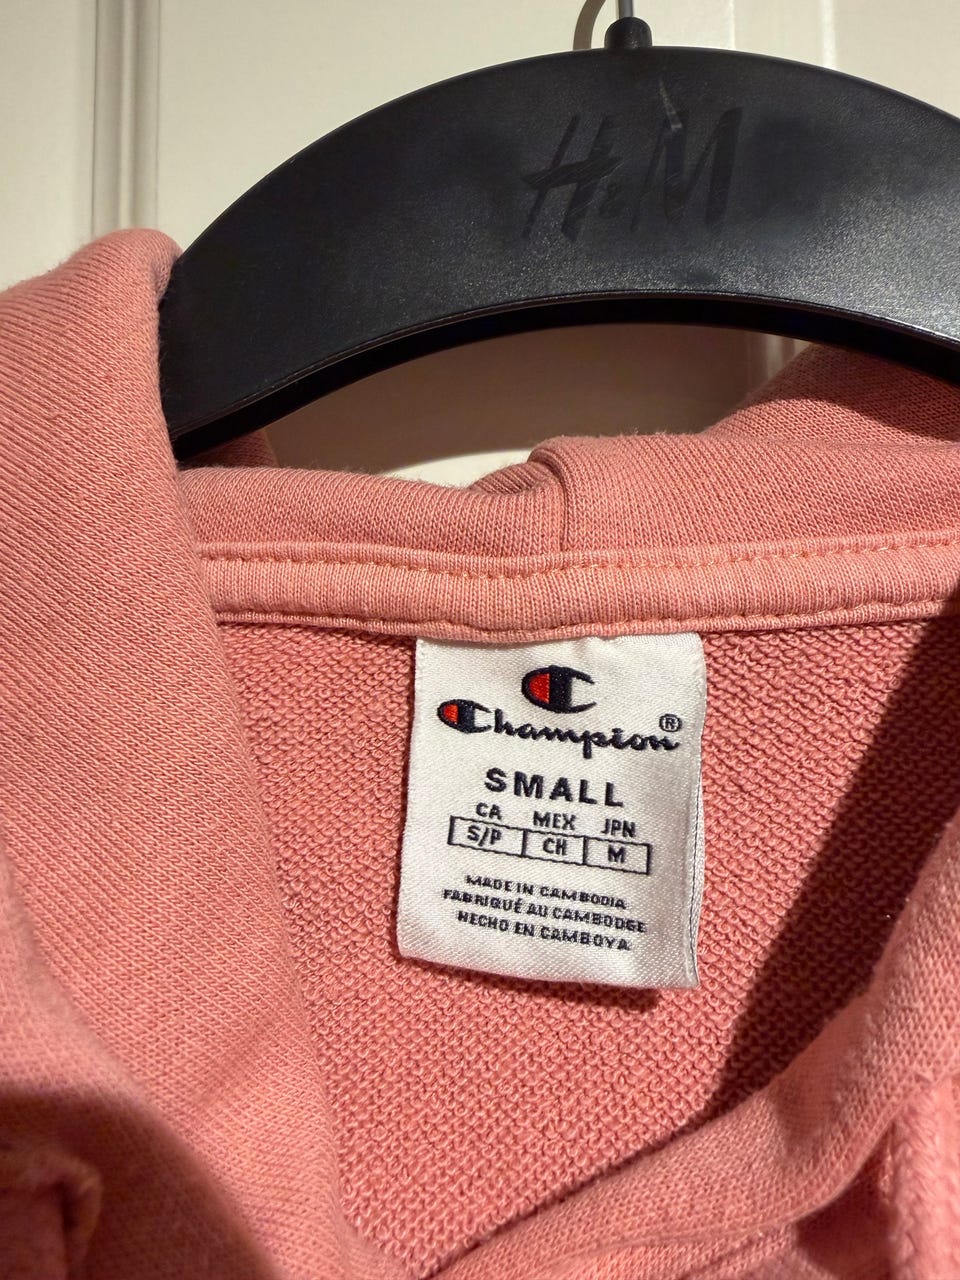 H&M
Champion®
SMALL
CA MEX JPN
S/P CH M
MADE IN CAMBODIA
FABRIQUÉ AU CAMBODGE
HECHO EN CAMBOYA